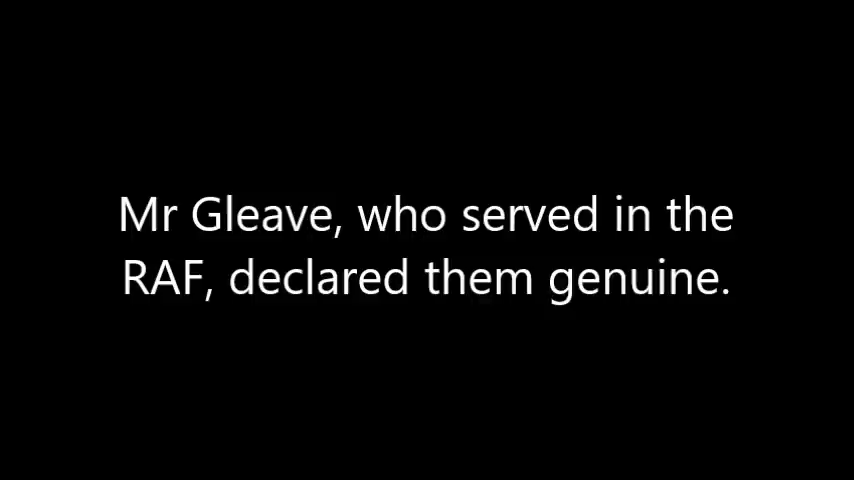 Mr Gleave, who served in the
RAF, declared them genuine.